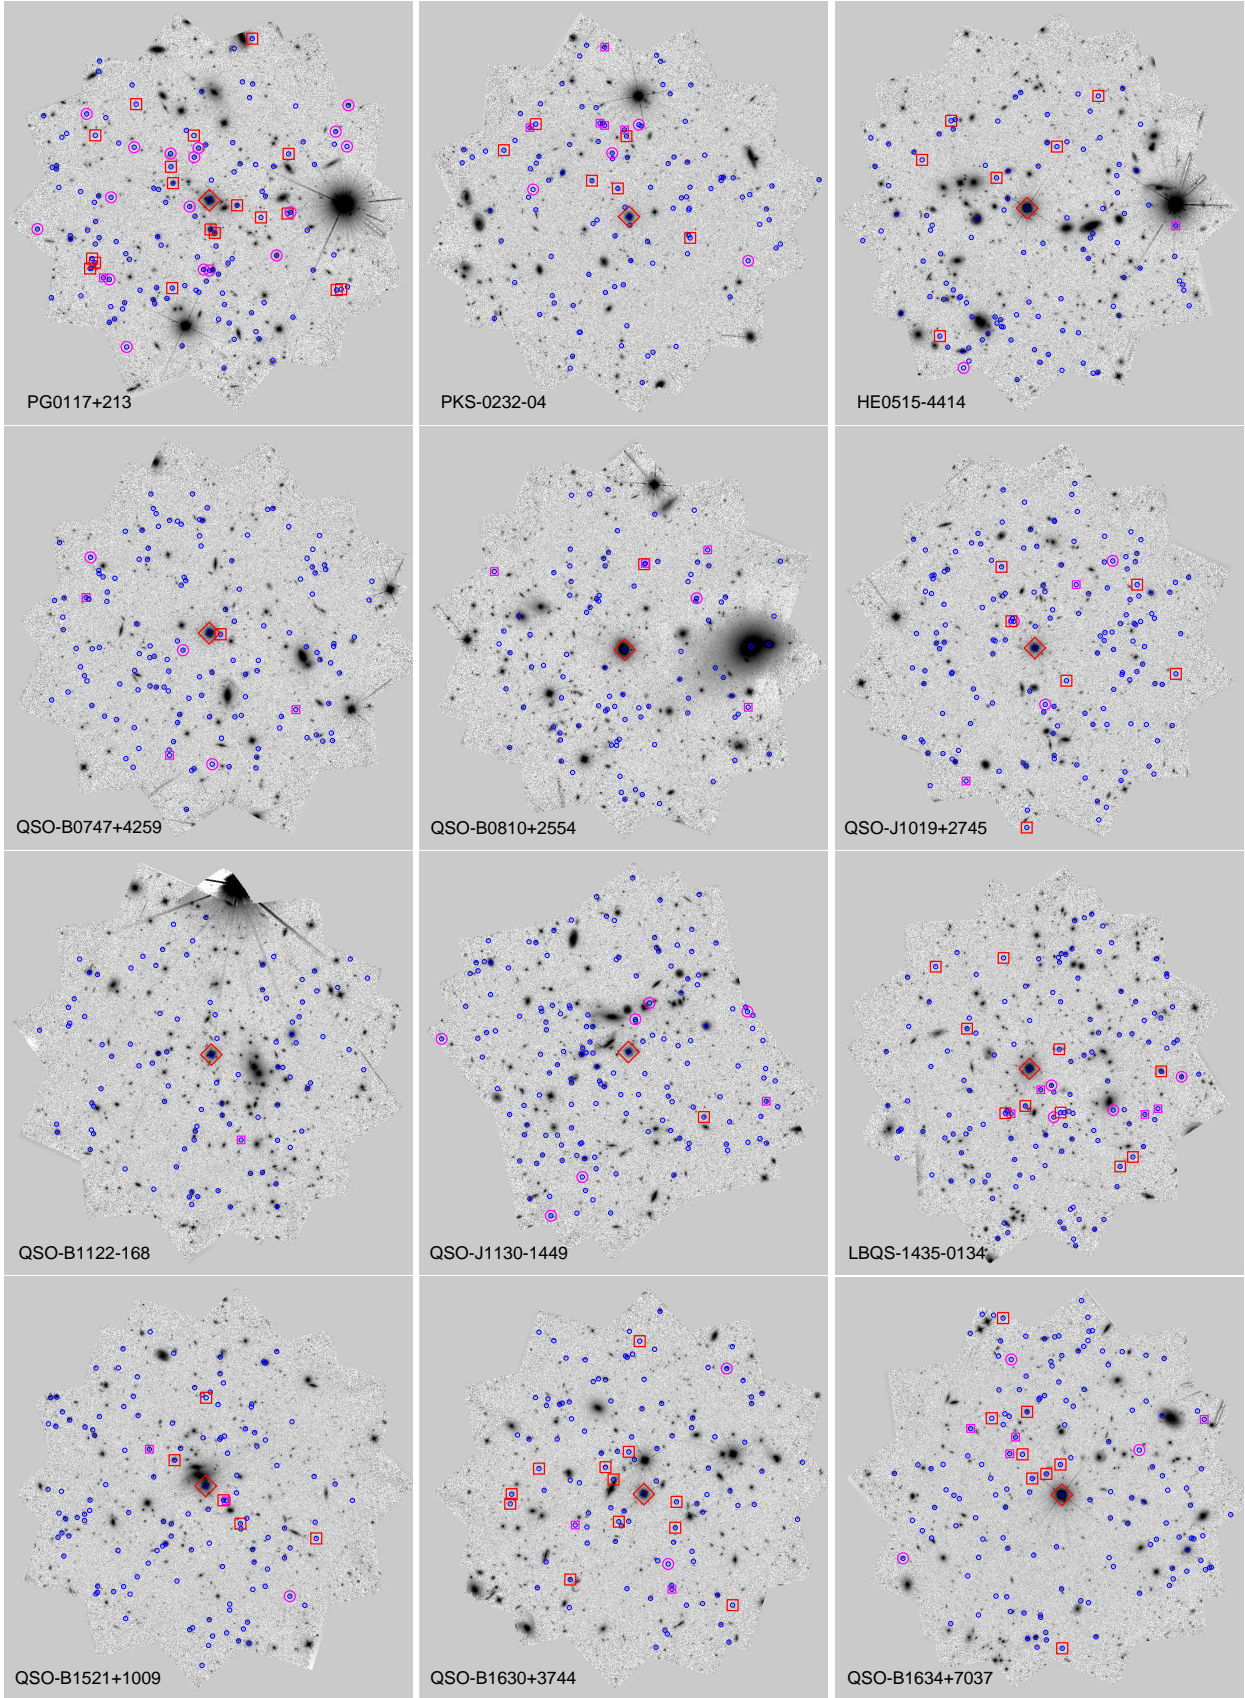 PG0117+213
PKS-0232-04
HE0515-4414
QSO-B0747+4259
QSO-B0810+2554
QSO-J1019+2745
QSO-B1122-168
QSO-J1130-1449
LBQS-1435-0134
QSO-B1521+1009
QSO-B1630+3744
QSO-B1634+7037